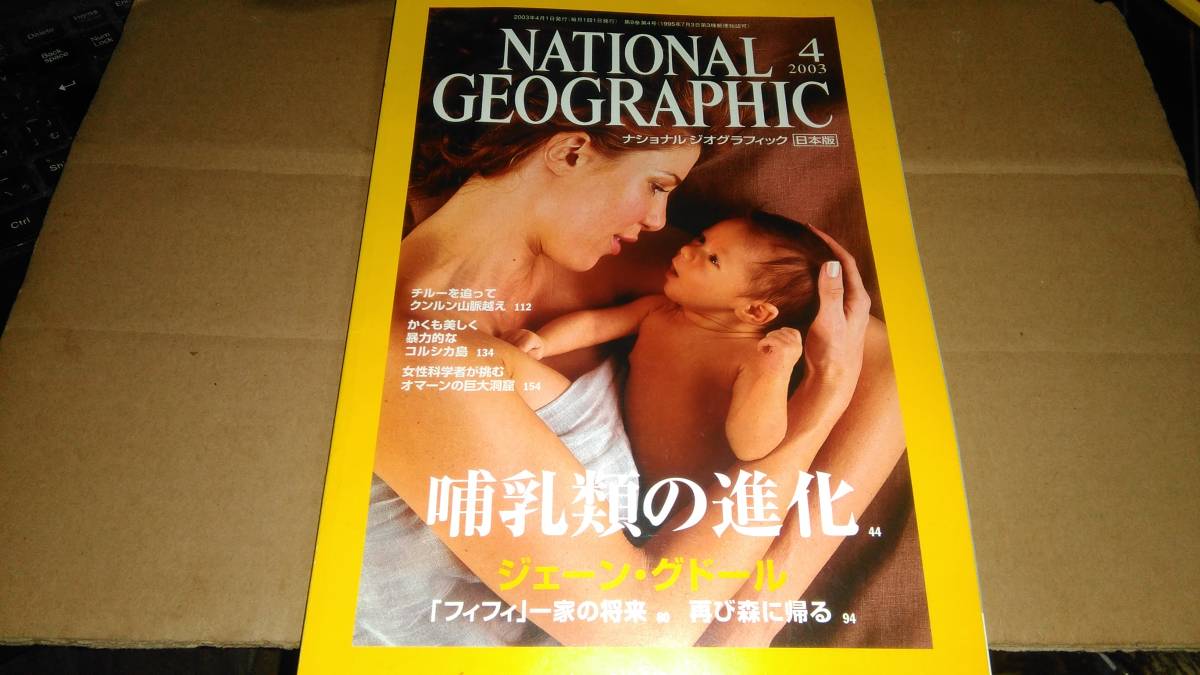 Delete
Back
space
Num
Lock
Ctrl
2003年4月1日発行(毎月1回1日発行) 第9巻第4号(1995年7月3日第3種郵便物認可)
NATIONAL
GEOGRAPHIC
4
2003
ナショナル ジオグラフィック 日本版
チルーを追って
クンルン山脈越え 112
かくも美しく
暴力的な
コルシカ島 134
女性科学者が挑む
オマーンの巨大洞窟 154
哺乳類の進化 44
ジェーン・グドール
「フィフィ」一家の将来 80 再び森に帰る 94